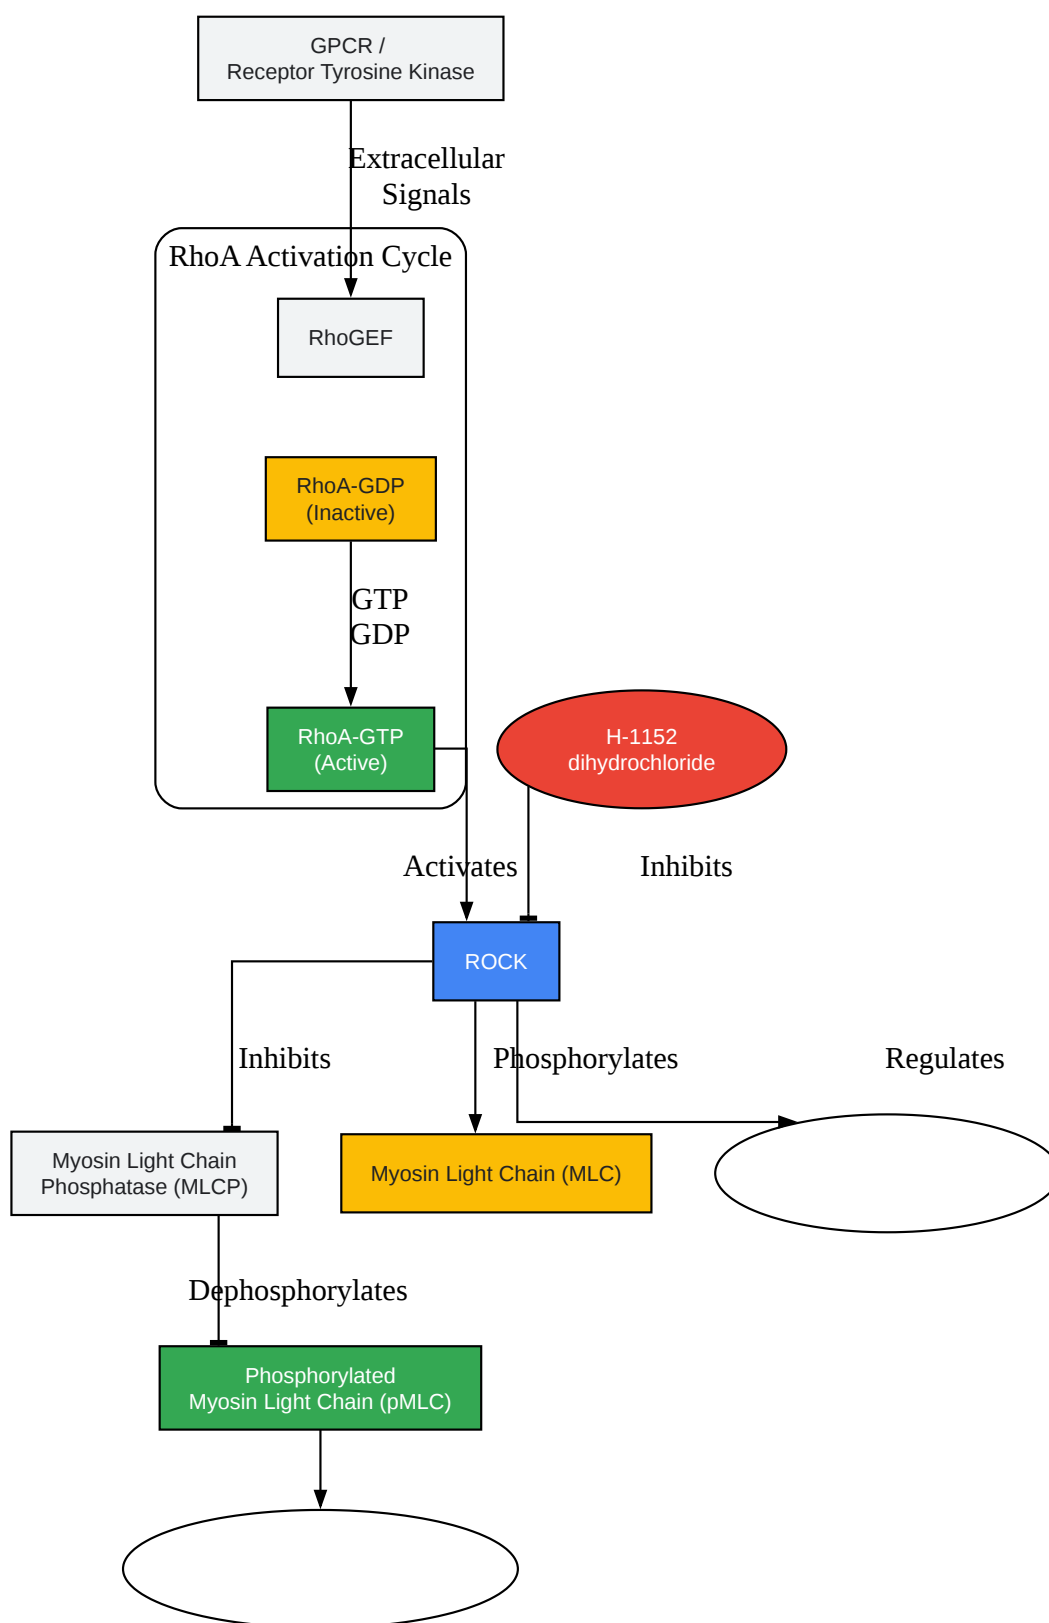 GPCR /
Receptor Tyrosine Kinase
Extracellular
Signals
RhoA Activation Cycle
RhoGEF
RhoA-GDP
(Inactive)
GTP
GDP
RhoA-GTP
(Active)
H-1152
dihydrochloride
Activates
Inhibits
ROCK
Inhibits
Phosphorylates
Regulates
Myosin Light Chain
Phosphatase (MLCP)
Myosin Light Chain (MLC)
Dephosphorylates
Phosphorylated
Myosin Light Chain (pMLC)